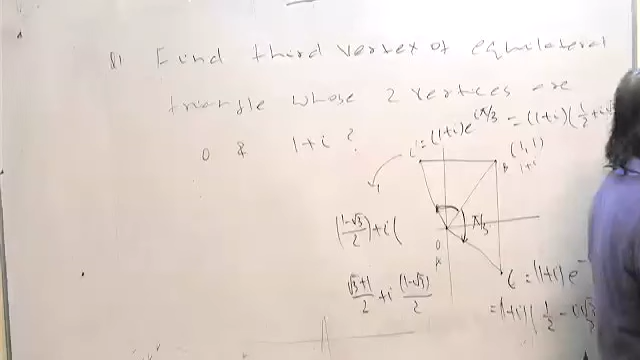 Q1 Find third vertex of equilateral
triangle whose 2 vertices are
0 & 1+i ?
C' = (1+i) e^{iπ/3} = (1+i)(1/2 + i√3
(1,1)
B
1+i
π/3
0
A
((1-√3)/2) + i(
(√3+1)/2 + i (1-√3)/2
C = (1+i) e^-
= (1+i)(1/2 - i√3/2